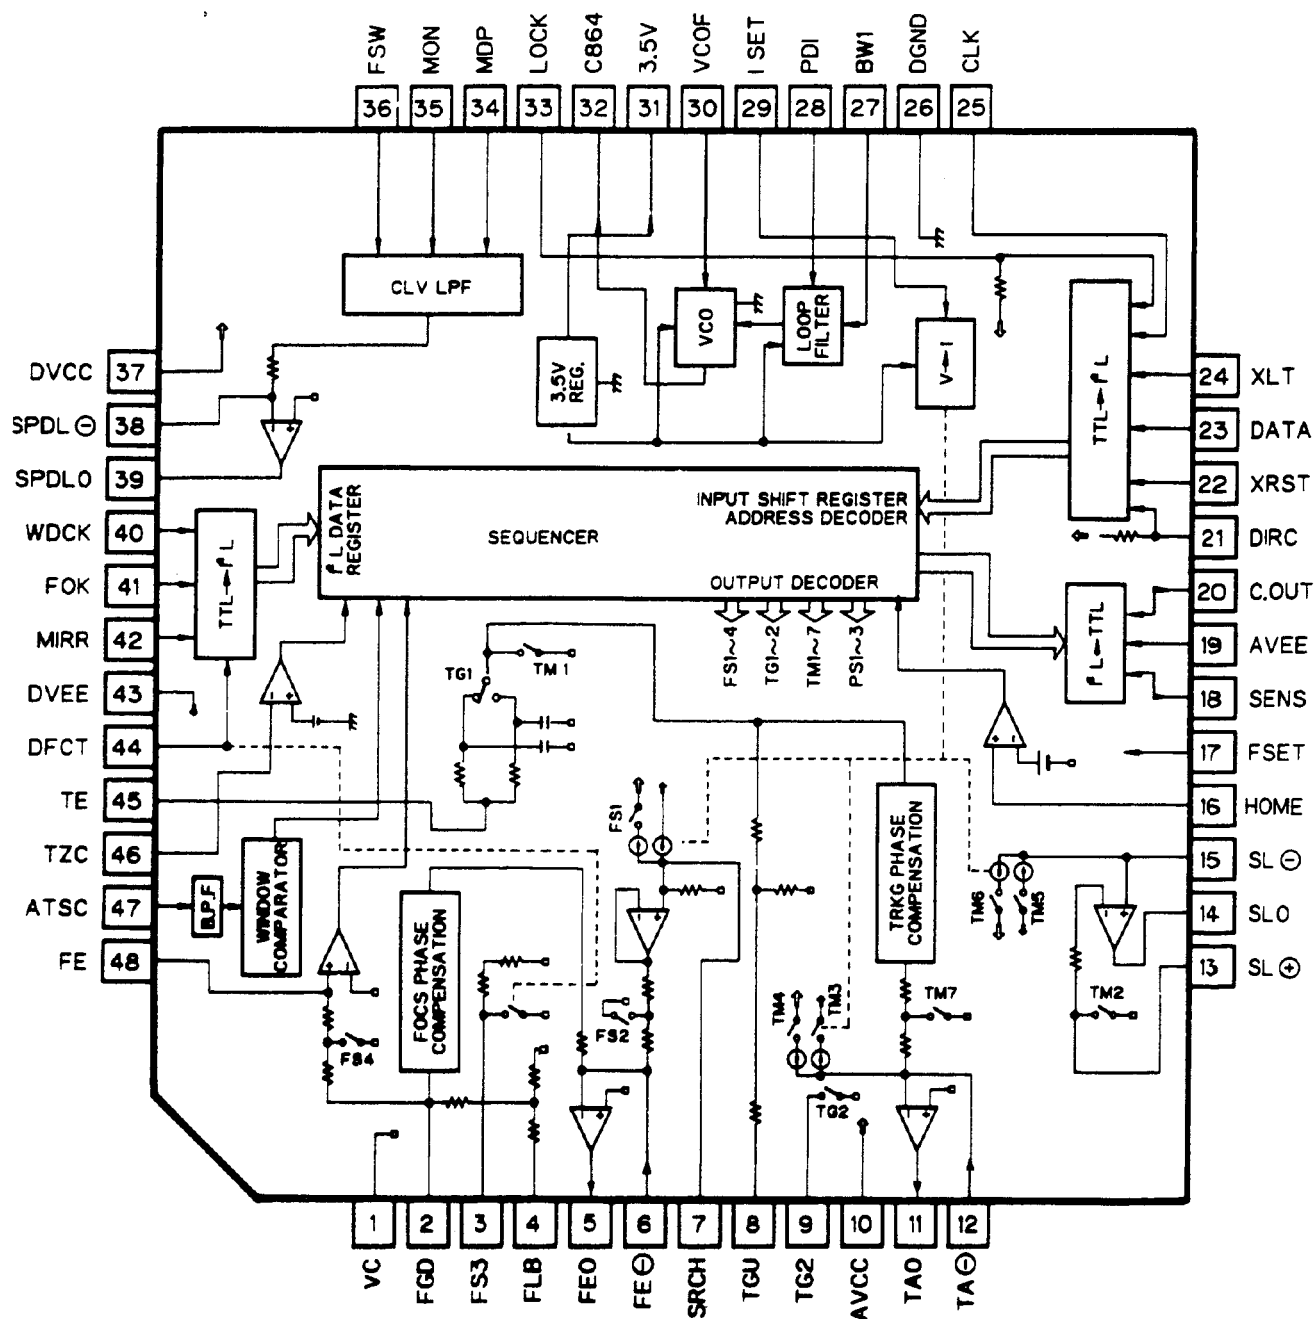 FSW
MON
MDP
LOCK
C864
3.5V
VCOF
I SET
PDI
BW1
DGND
CLK
36
35
34
33
32
31
30
29
28
27
26
25
CLV LPF
3.5V
REG.
VCO
LOOP
FILTER
V→I
TTL→I²L
DVCC 37
SPDL⊖ 38
SPDLO 39
WDCK 40
FOK 41
MIRR 42
DVEE 43
DFCT 44
TE 45
TZC 46
ATSC 47
FE 48
24 XLT
23 DATA
22 XRST
21 DIRC
20 C.OUT
19 AVEE
18 SENS
17 FSET
16 HOME
15 SL⊖
14 SLO
13 SL⊕
TTL→I²L
I²L DATA
REGISTER
SEQUENCER
INPUT SHIFT REGISTER
ADDRESS DECODER
OUTPUT DECODER
I²L→TTL
FS1~4
TG1~2
TM1~7
PS1~3
TG1
TM1
FS1
B.P.F
WINDOW
COMPARATOR
FOCS PHASE
COMPENSATION
TRKG PHASE
COMPENSATION
TM6
TM5
TM2
FS4
FS2
TM4
TM3
TM7
TG2
1
2
3
4
5
6
7
8
9
10
11
12
VC
FGD
FS3
FLB
FEO
FE⊖
SRCH
TGU
TG2
AVCC
TAO
TA⊖